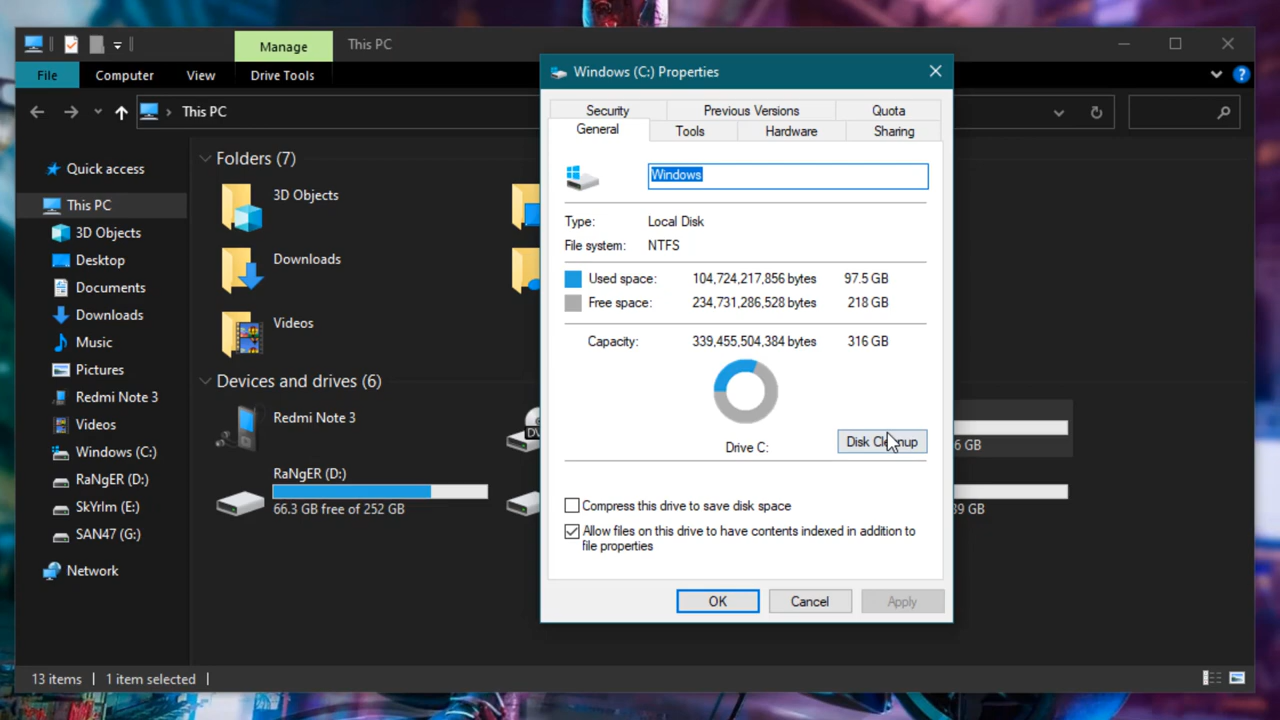 Manage
This PC
File
Computer
View
Drive Tools
This PC
Quick access
This PC
3D Objects
Desktop
Documents
Downloads
Music
Pictures
Redmi Note 3
Videos
Windows (C:)
RaNgER (D:)
SkYrIm (E:)
SAN47 (G:)
Network
Folders (7)
3D Objects
Downloads
Videos
Devices and drives (6)
Redmi Note 3
RaNgER (D:)
66.3 GB free of 252 GB
6 GB
39 GB
13 items
1 item selected
Windows (C:) Properties
Security
Previous Versions
Quota
General
Tools
Hardware
Sharing
Windows
Type: Local Disk
File system: NTFS
Used space: 104,724,217,856 bytes 97.5 GB
Free space: 234,731,286,528 bytes 218 GB
Capacity: 339,455,504,384 bytes 316 GB
Drive C:
Disk Cleanup
Compress this drive to save disk space
Allow files on this drive to have contents indexed in addition to
file properties
OK
Cancel
Apply